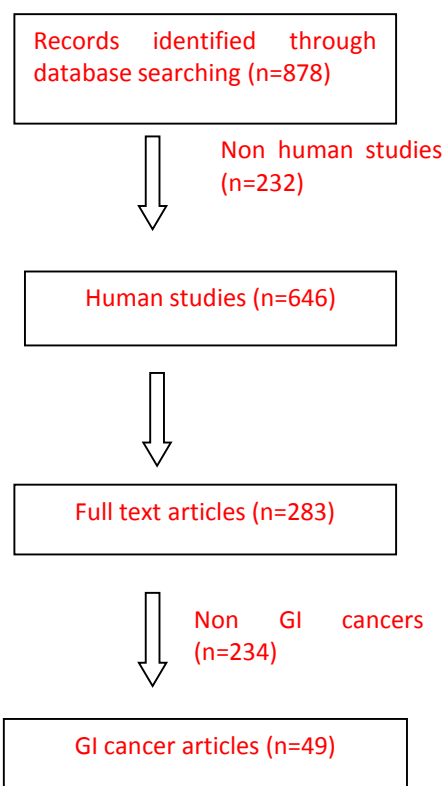 Records identified through
database searching (n=878)
Non human studies
(n=232)
Human studies (n=646)
Full text articles (n=283)
Non GI cancers
(n=234)
GI cancer articles (n=49)